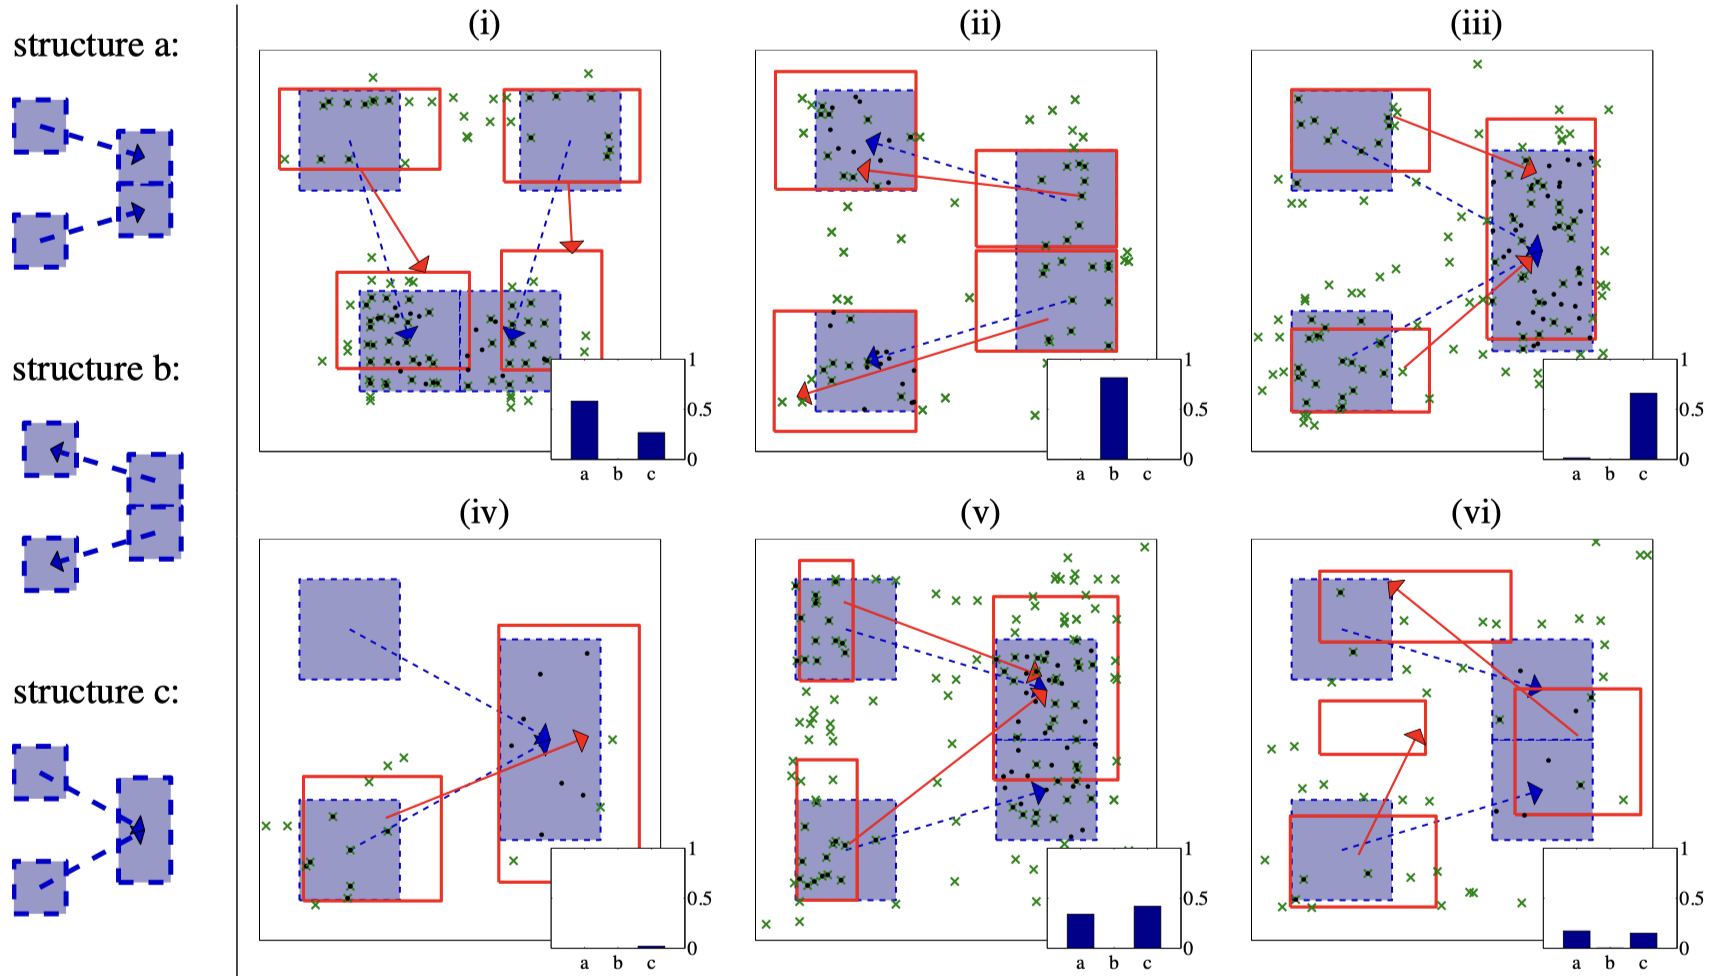 structure a:
structure b:
structure c:
(i)
1
0.5
0
a b c
(ii)
1
0.5
0
a b c
(iii)
1
0.5
0
a b c
(iv)
1
0.5
0
a b c
(v)
1
0.5
0
a b c
(vi)
1
0.5
0
a b c